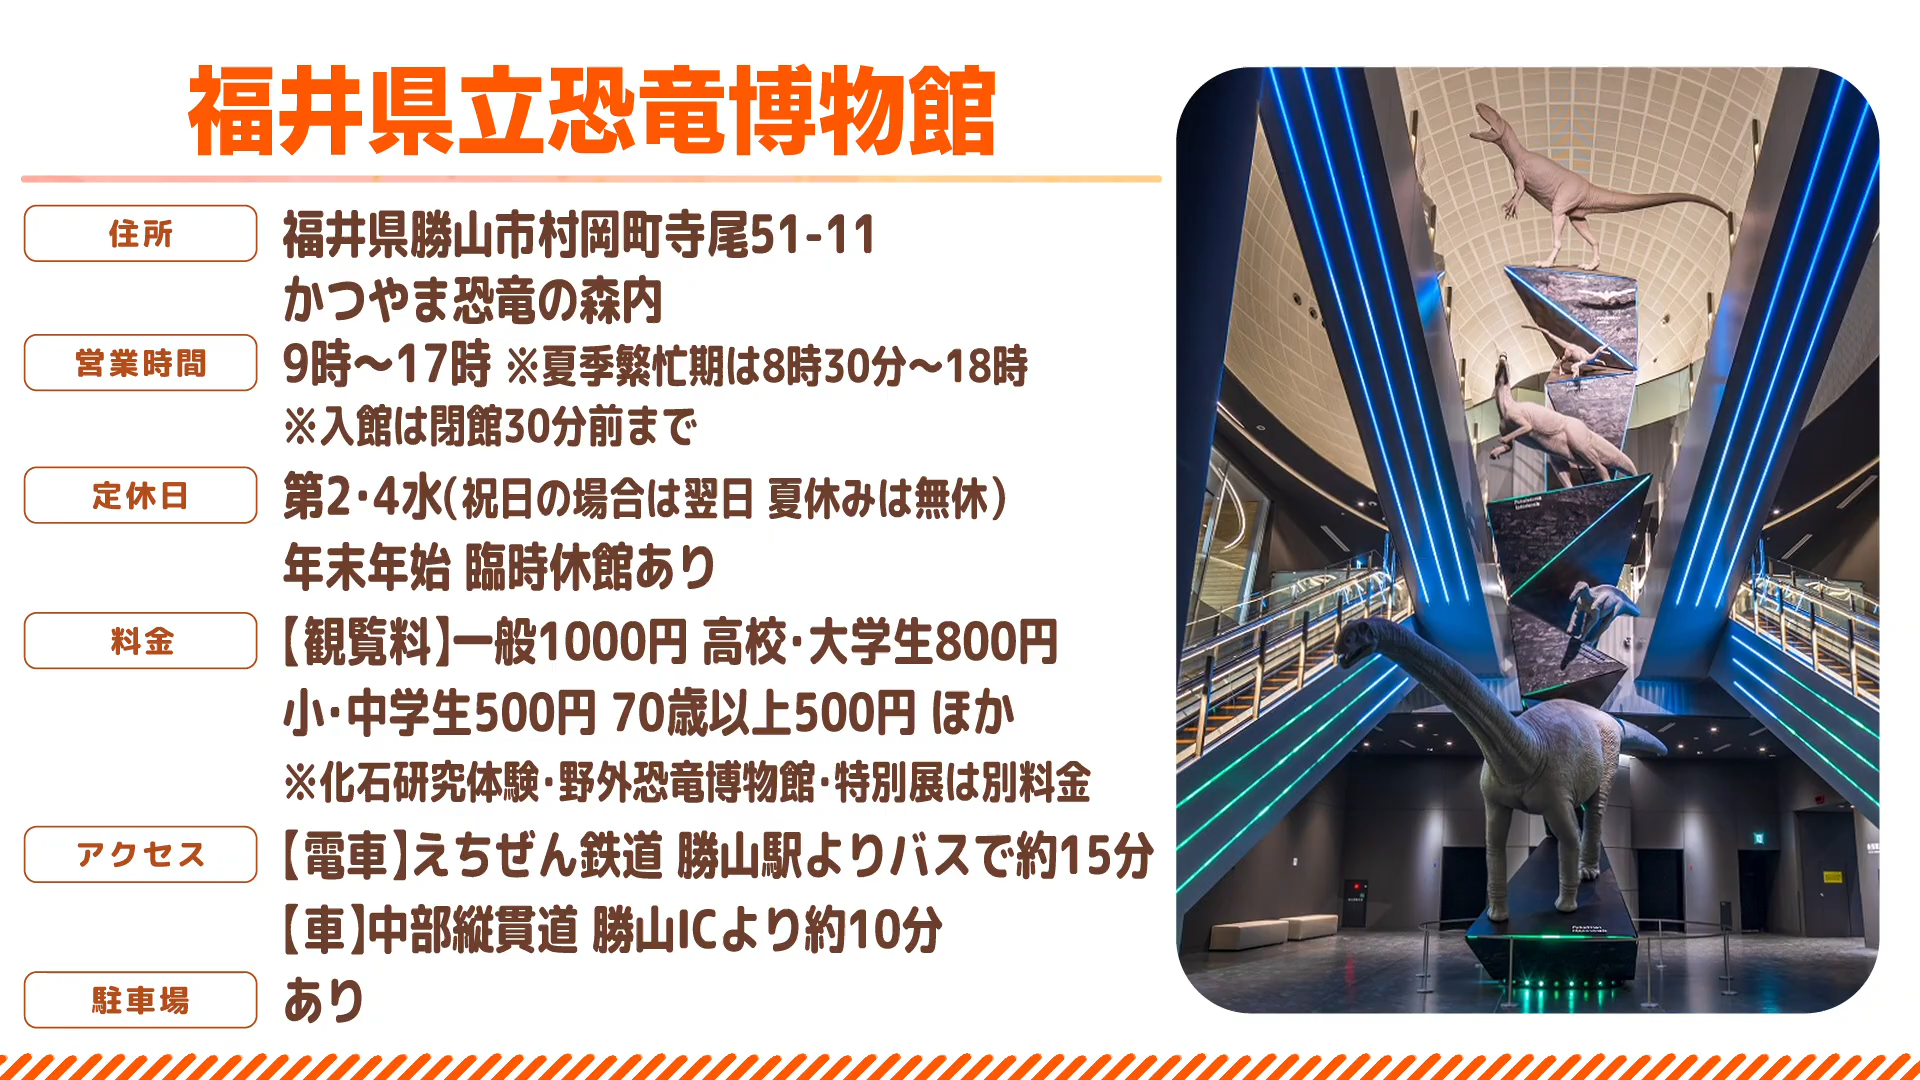 福井県立恐竜博物館
住所
福井県勝山市村岡町寺尾51-11
かつやま恐竜の森内
営業時間
9時～17時 ※夏季繁忙期は8時30分～18時
※入館は閉館30分前まで
定休日
第2・4水(祝日の場合は翌日 夏休みは無休)
年末年始 臨時休館あり
料金
【観覧料】一般1000円 高校・大学生800円
小・中学生500円 70歳以上500円 ほか
※化石研究体験・野外恐竜博物館・特別展は別料金
アクセス
【電車】えちぜん鉄道 勝山駅よりバスで約15分
【車】中部縦貫道 勝山ICより約10分
駐車場
あり